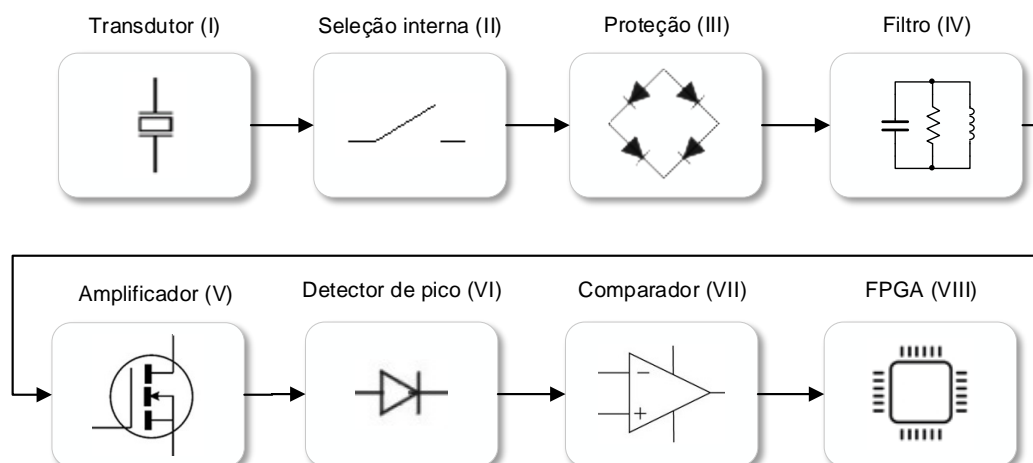 Transdutor (I)
Seleção interna (II)
Proteção (III)
Filtro (IV)
Amplificador (V)
Detector de pico (VI)
Comparador (VII)
FPGA (VIII)